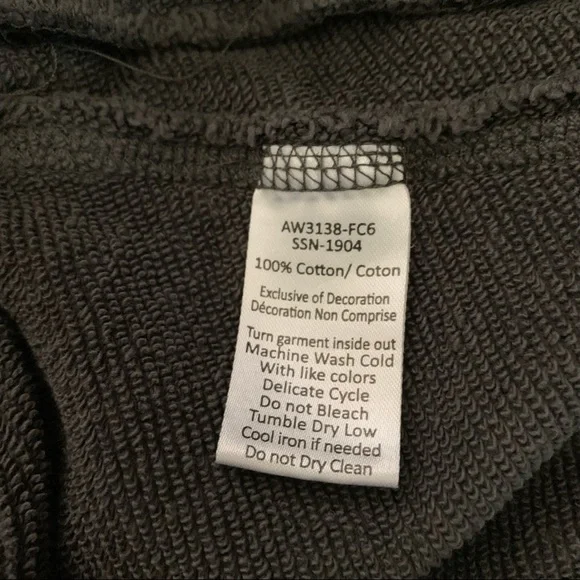 AW3138-FC6
SSN-1904
100% Cotton/ Coton
Exclusive of Decoration
Décoration Non Comprise
Turn garment inside out
Machine Wash Cold
With like colors
Delicate Cycle
Do not Bleach
Tumble Dry Low
Cool iron if needed
Do not Dry Clean